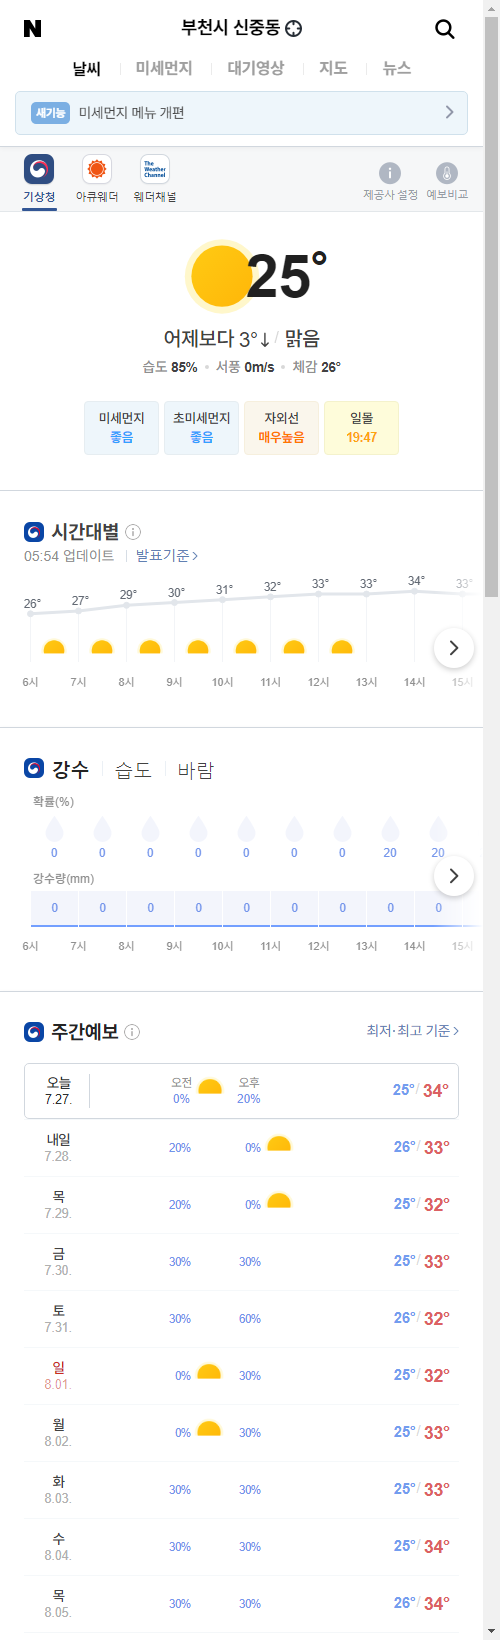 N 부천시 신중동
날씨 미세먼지 대기영상 지도 뉴스
새기능 미세먼지 메뉴 개편
The Weather Channel
기상청 아큐웨더 웨더채널 제공사 설정 예보비교
25°
어제보다 3°↓ / 맑음
습도 85% 서풍 0m/s 체감 26°
미세먼지 초미세먼지 자외선 일몰
좋음 좋음 매우높음 19:47
시간대별
05:54 업데이트 발표기준
26° 27° 29° 30° 31° 32° 33° 33° 34° 33°
6시 7시 8시 9시 10시 11시 12시 13시 14시 15시
강수 습도 바람
확률(%)
0 0 0 0 0 0 0 20 20
강수량(mm)
0 0 0 0 0 0 0 0 0
6시 7시 8시 9시 10시 11시 12시 13시 14시 15시
주간예보 최저·최고 기준
오늘 7.27. 오전 0% 오후 20% 25°/ 34°
내일 7.28. 20% 0% 26°/ 33°
목 7.29. 20% 0% 25°/ 32°
금 7.30. 30% 30% 25°/ 33°
토 7.31. 30% 60% 26°/ 32°
일 8.01. 0% 30% 25°/ 32°
월 8.02. 0% 30% 25°/ 33°
화 8.03. 30% 30% 25°/ 33°
수 8.04. 30% 30% 25°/ 34°
목 8.05. 30% 30% 26°/ 34°